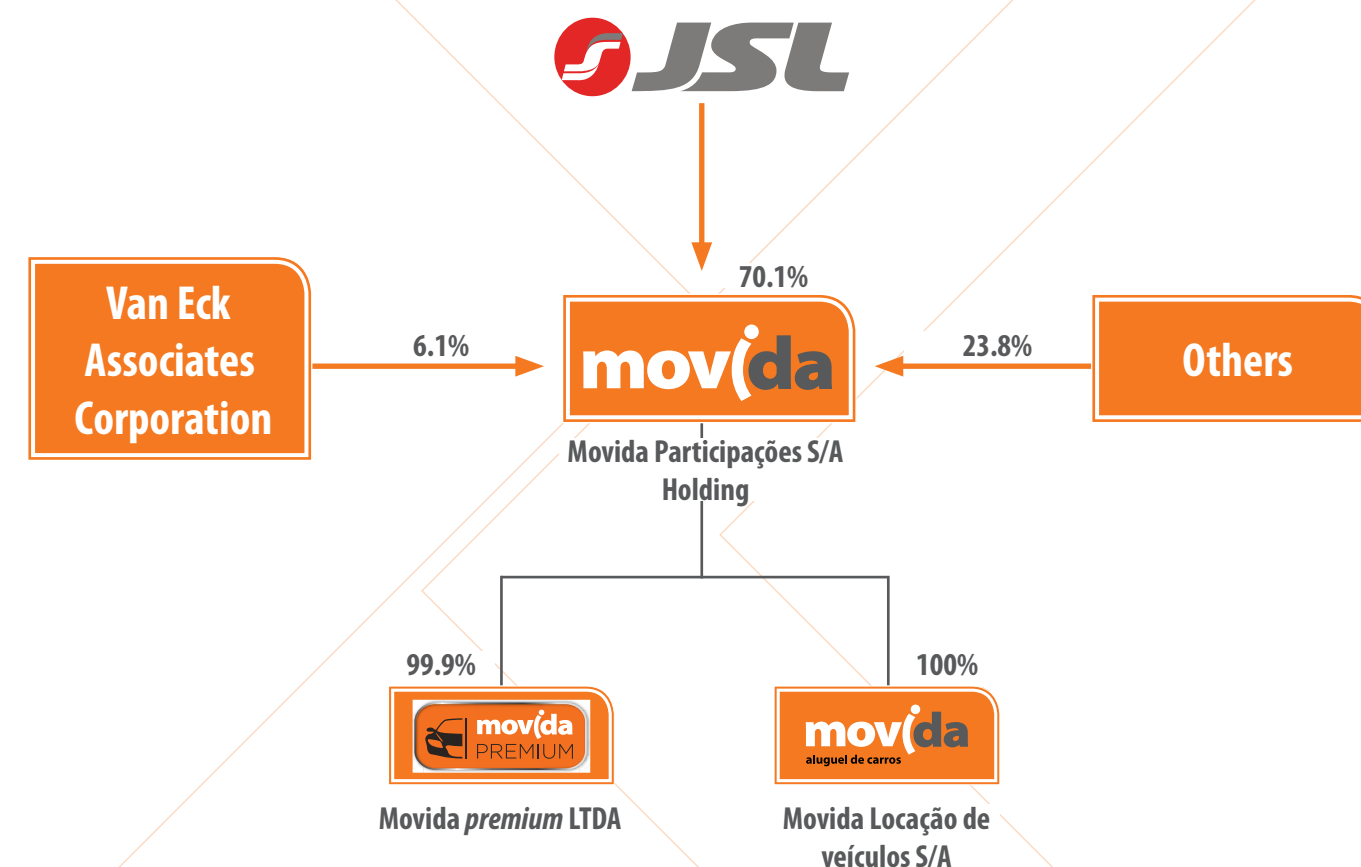 JSL
70.1%
Van Eck
Associates
Corporation
6.1%
movida
23.8%
Others
Movida Participações S/A
Holding
99.9%
100%
movida
PREMIUM
movida
aluguel de carros
Movida premium LTDA
Movida Locação de
veículos S/A